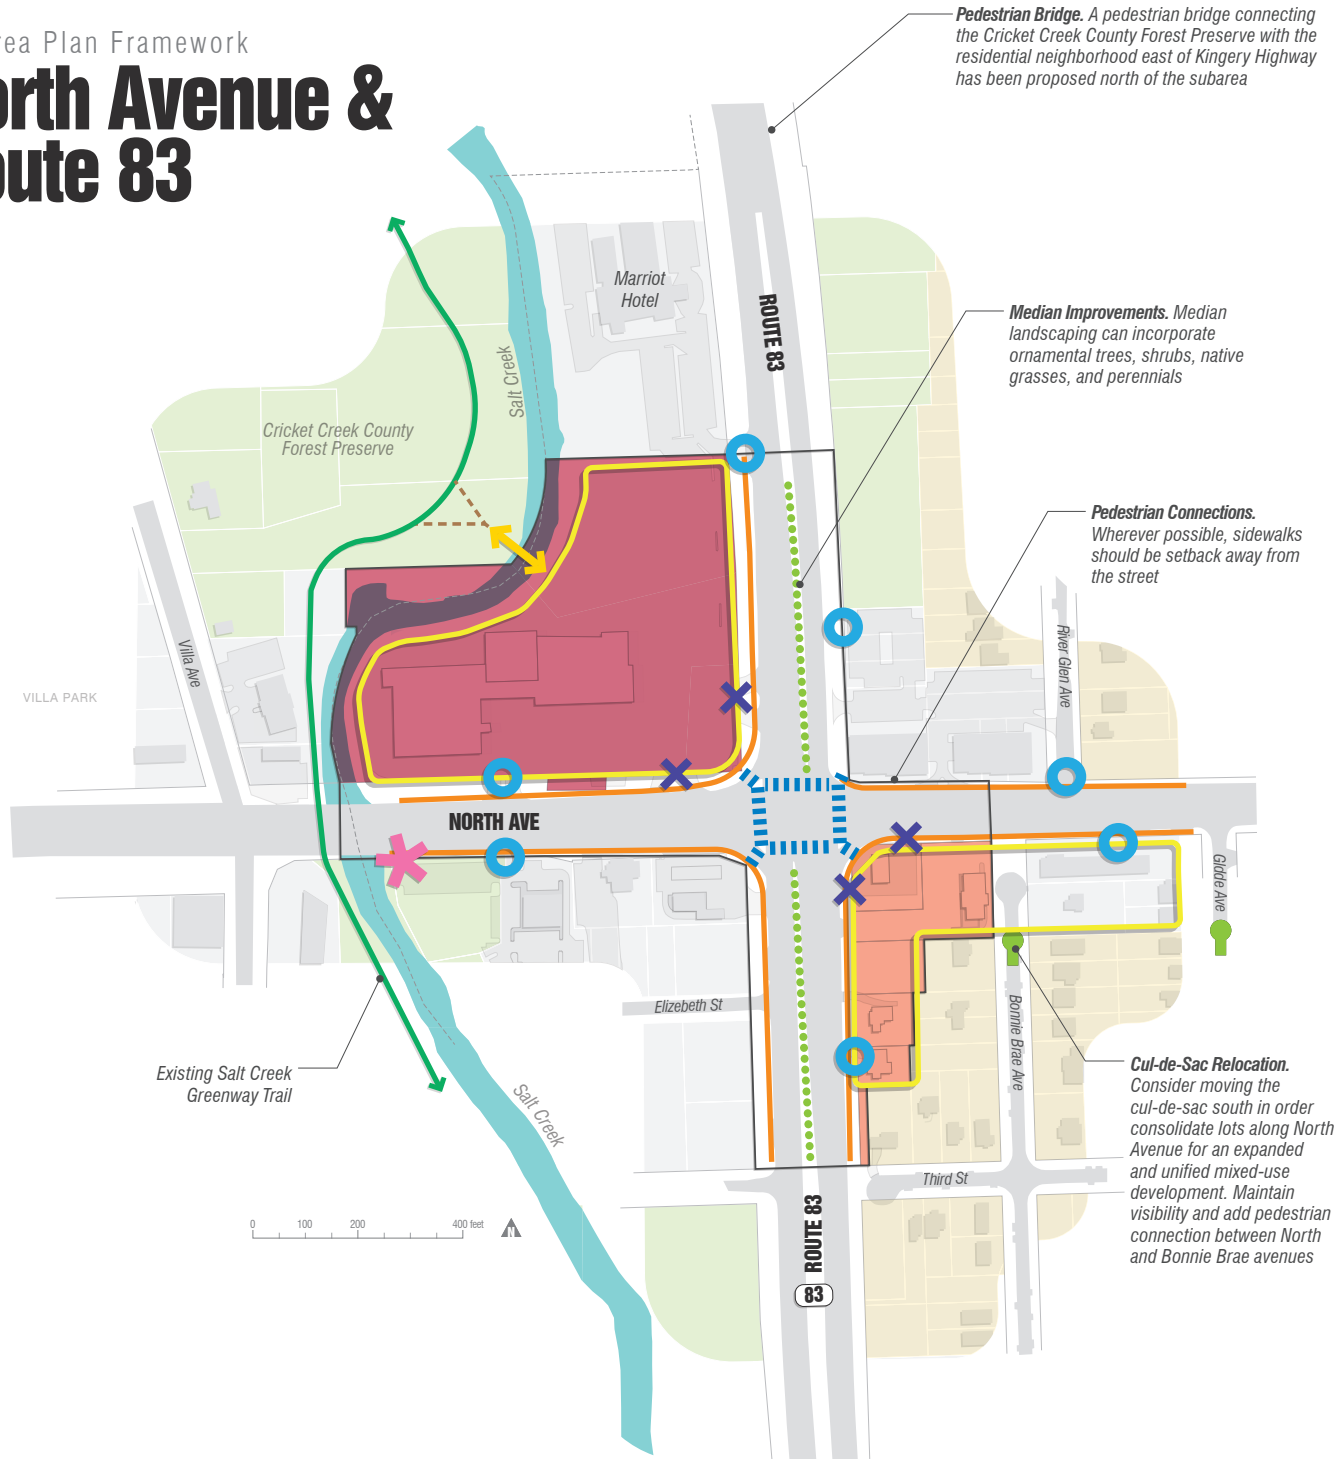 rea Plan Framework
orth Avenue &
oute 83
Pedestrian Bridge. A pedestrian bridge connecting
the Cricket Creek County Forest Preserve with the
residential neighborhood east of Kingery Highway
has been proposed north of the subarea
Marriot
Hotel
ROUTE 83
Median Improvements. Median
landscaping can incorporate
ornamental trees, shrubs, native
grasses, and perennials
Salt Creek
Cricket Creek County
Forest Preserve
Pedestrian Connections.
Wherever possible, sidewalks
should be setback away from
the street
Villa Ave
River Glen Ave
VILLA PARK
NORTH AVE
Globe Ave
Elizebeth St
Bonnie Brae Ave
Existing Salt Creek
Greenway Trail
Salt Creek
Cul-de-Sac Relocation.
Consider moving the
cul-de-sac south in order
consolidate lots along North
Avenue for an expanded
and unified mixed-use
development. Maintain
visibility and add pedestrian
connection between North
and Bonnie Brae avenues
Third St
0 100 200 400 feet
N
ROUTE 83
83